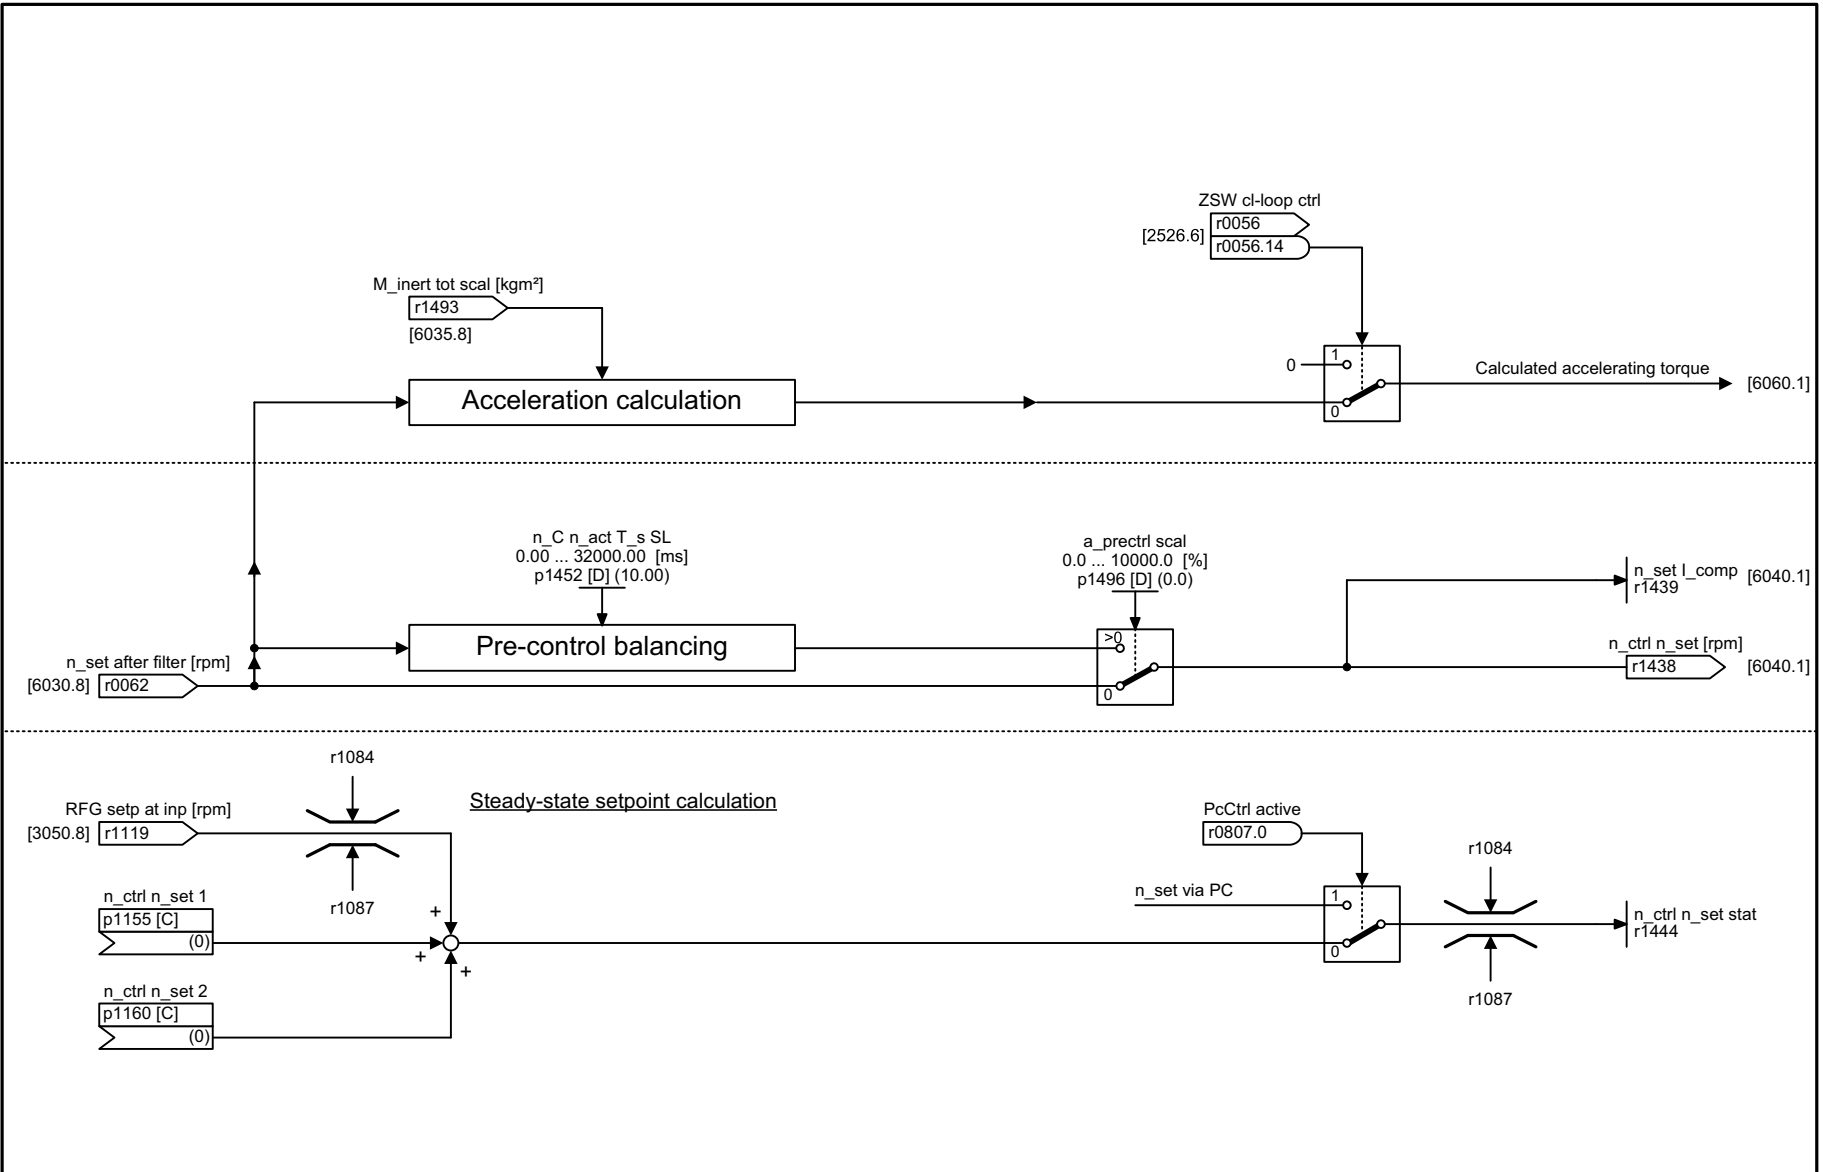 ZSW cl-loop ctrl
r0056
[2526.6]
r0056.14
M_inert tot scal [kgm²]
r1493
[6035.8]
1
0
0
Calculated accelerating torque
[6060.1]
Acceleration calculation
n_C n_act T_s SL
0.00 ... 32000.00 [ms]
p1452 [D] (10.00)
a_prectrl scal
0.0 ... 10000.0 [%]
p1496 [D] (0.0)
n_set I_comp
r1439
[6040.1]
Pre-control balancing
>0
0
n_set after filter [rpm]
[6030.8]
r0062
n_ctrl n_set [rpm]
r1438
[6040.1]
r1084
Steady-state setpoint calculation
RFG setp at inp [rpm]
[3050.8]
r1119
r1087
PcCtrl active
r0807.0
n_set via PC
1
0
r1084
n_ctrl n_set stat
r1444
r1087
n_ctrl n_set 1
p1155 [C]
(0)
+
+
+
n_ctrl n_set 2
p1160 [C]
(0)